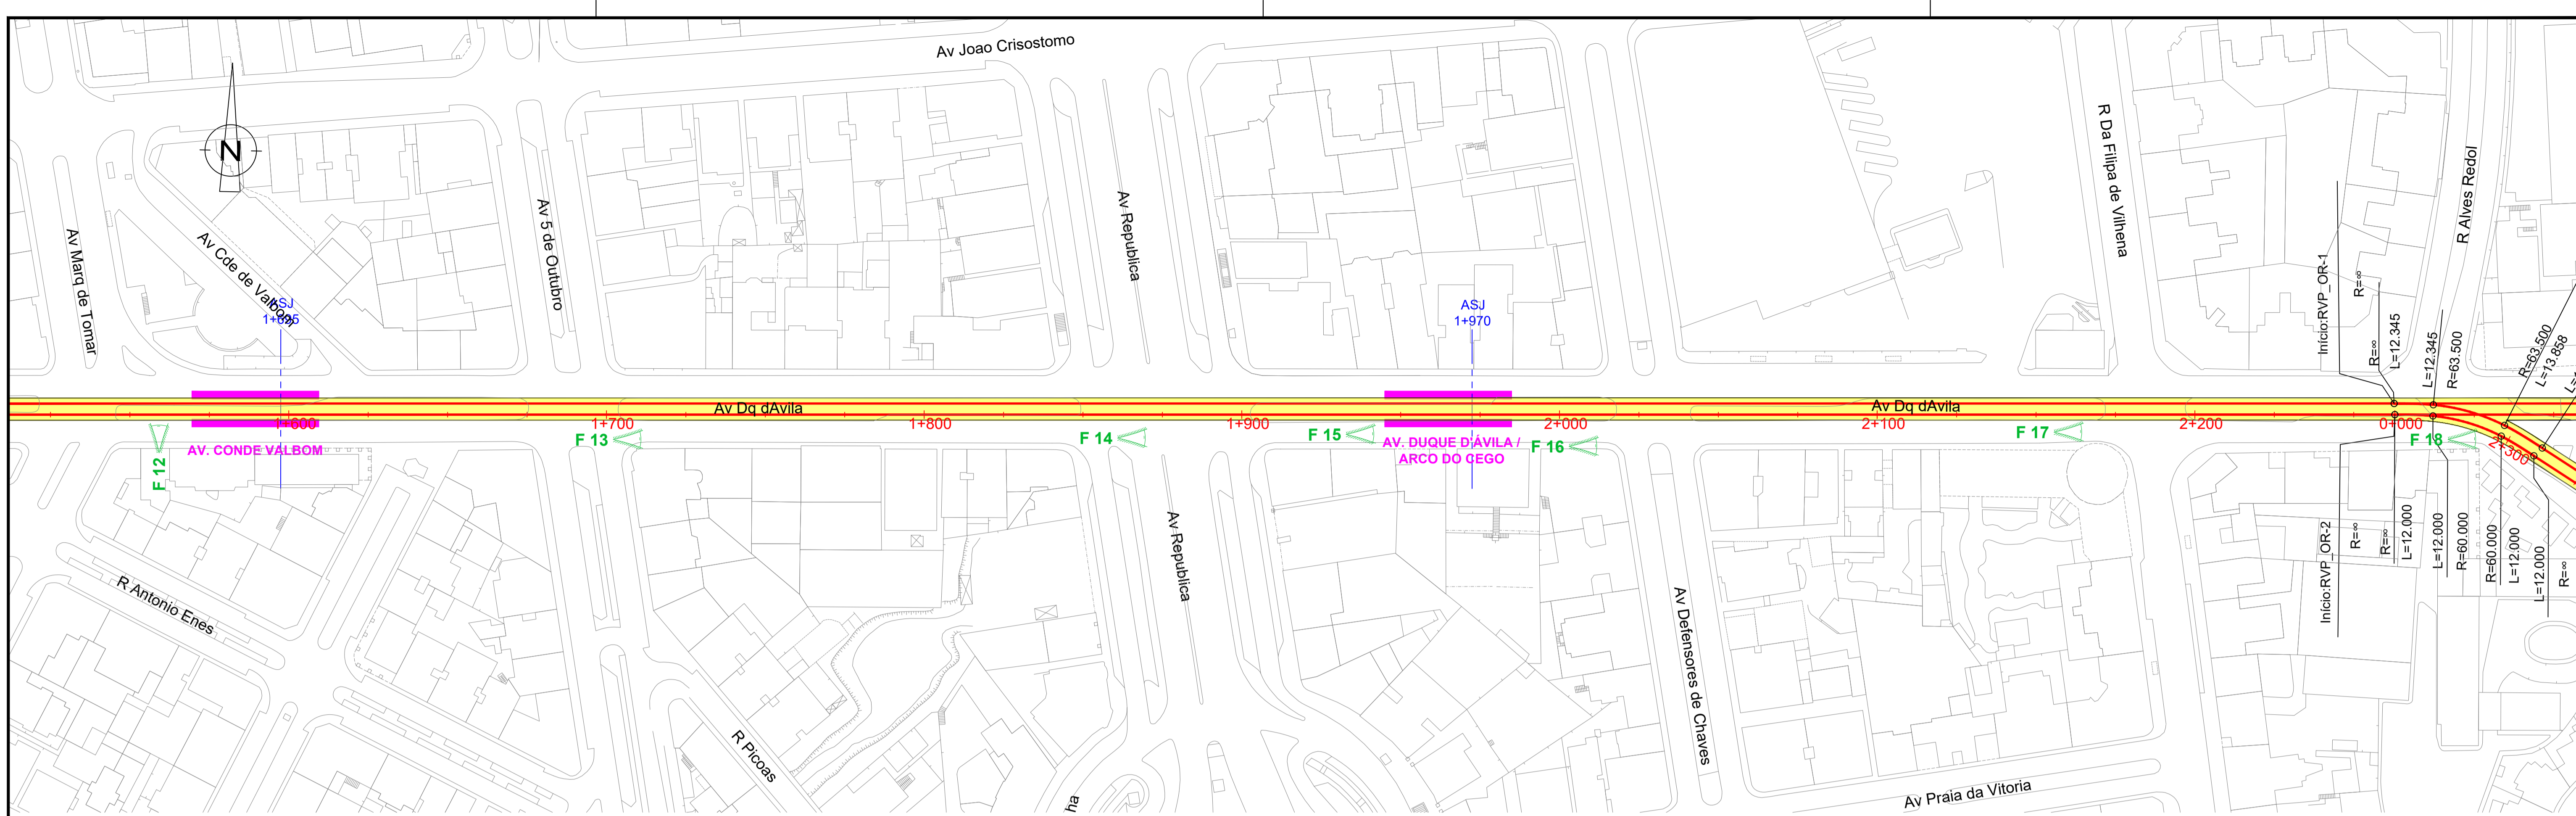 Av Joao Crisostomo
N
Av Marq de Tomar
Av Cde de Valbom
ASJ
Av 5 de Outubro
Av Republica
ASJ
1+970
R Da Filipa de Vilhena
R Alves Redol
Início:RVP_OR-1
R=∞
R=∞
L=12.345
L=12.345
R=63.500
R=63.500
L=13.858
Av Dq dAvila
Av Dq dAvila
1+600
1+700
1+800
1+900
2+000
2+100
2+200
0+000
2+300
F 12
AV. CONDE VALBOM
F 13
F 14
F 15
AV. DUQUE D'ÁVILA /
ARCO DO CEGO
F 16
F 17
F 18
Início:RVP_OR-2
R=∞
R=∞
L=12.000
L=12.000
R=60.000
R=60.000
L=12.000
L=12.000
R=∞
R Antonio Enes
R Picoas
Av Republica
Av Defensores de Chaves
Av Praia da Vitoria
ha